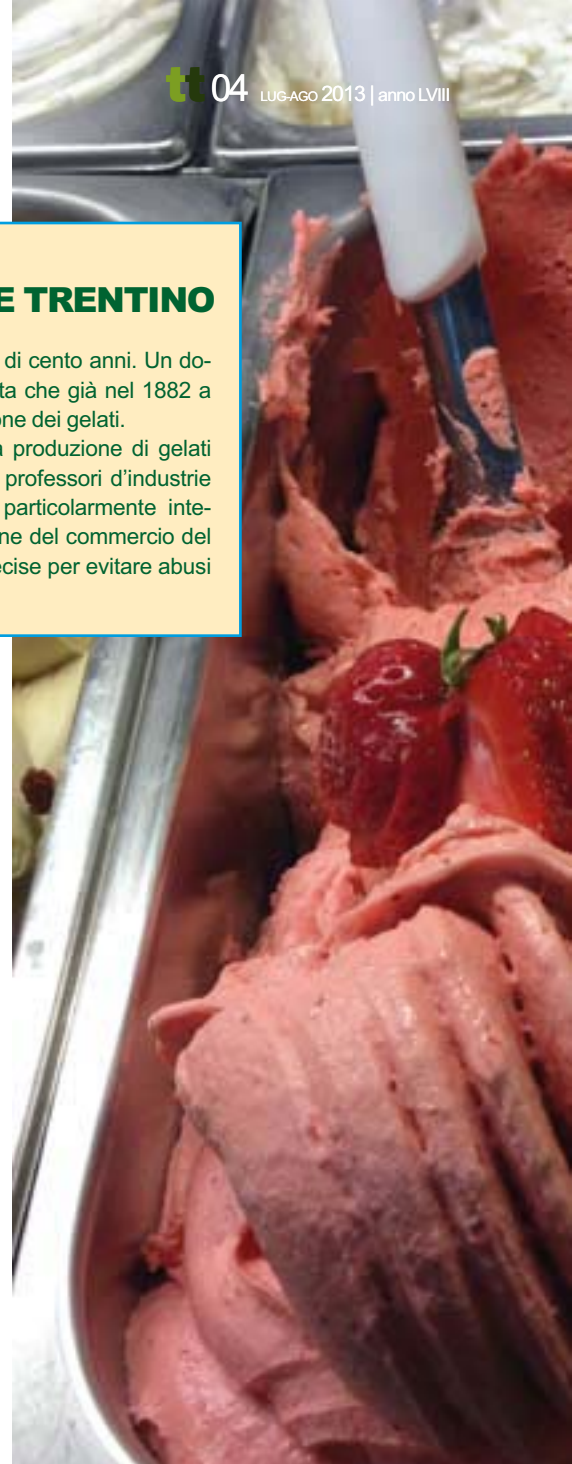 tt 04 LUG-AGO 2013 | anno LVIII
E TRENTINO
di cento anni. Un do-
ta che già nel 1882 a
one dei gelati.
a produzione di gelati
professori d'industrie
particolarmente inte-
ne del commercio del
ecise per evitare abusi